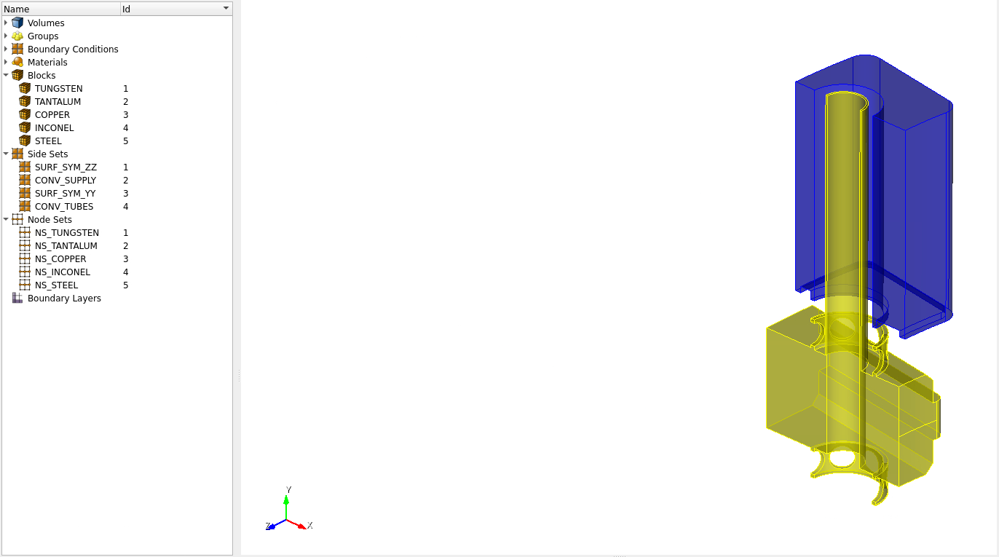 Name Id
Volumes
Groups
Boundary Conditions
Materials
Blocks
TUNGSTEN 1
TANTALUM 2
COPPER 3
INCONEL 4
STEEL 5
Side Sets
SURF_SYM_ZZ 1
CONV_SUPPLY 2
SURF_SYM_YY 3
CONV_TUBES 4
Node Sets
NS_TUNGSTEN 1
NS_TANTALUM 2
NS_COPPER 3
NS_INCONEL 4
NS_STEEL 5
Boundary Layers
Y
Z X